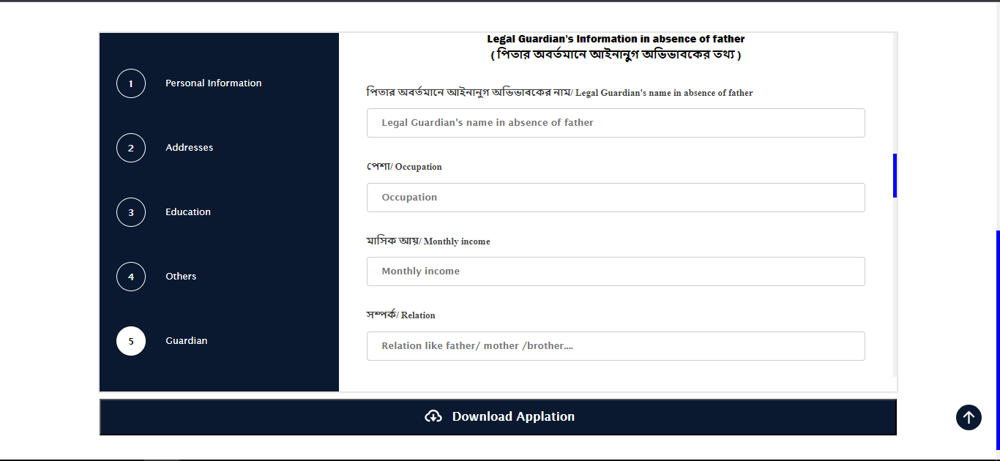 1 Personal Information
2 Addresses
3 Education
4 Others
5 Guardian
Legal Guardian's Information in absence of father
( পিতার অবর্তমানে আইনানুগ অভিভাবকের তথ্য )
পিতার অবর্তমানে আইনানুগ অভিভাবকের নাম/ Legal Guardian's name in absence of father
Legal Guardian's name in absence of father
পেশা/ Occupation
Occupation
মাসিক আয়/ Monthly income
Monthly income
সম্পর্ক/ Relation
Relation like father/ mother /brother....
Download Applation